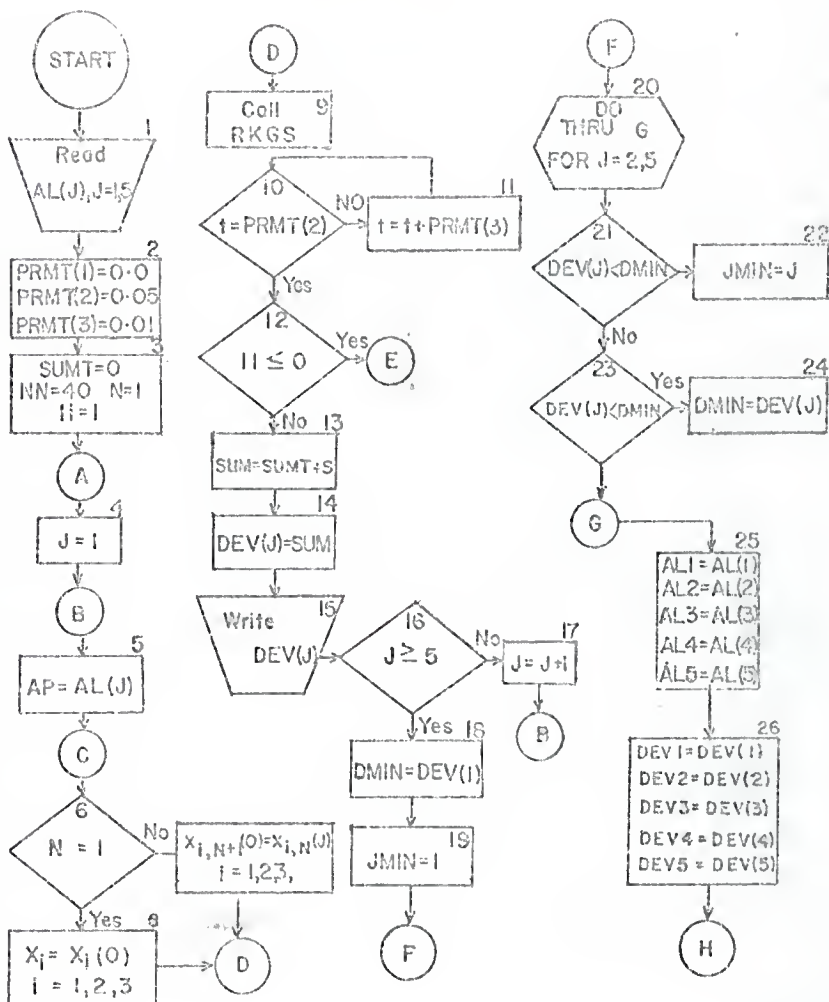 START
1
Read
AL(J), J=1,5
2
PRMT(1)=0.0
PRMT(2)=0.05
PRMT(3)=0.01
3
SUMT=0
NN=40 N=1
II=1
A
4
J = I
B
5
AP = AL(J)
C
6
N = 1
No
X i,N+1(0)=X i,N(J)
i = 1,2,3,
Yes
8
Xi = Xi(0)
i = 1,2,3
D
D
9
Call
RKGS
10
t=PRMT(2)
NO
11
t=t+PRMT(3)
Yes
12
II ≤ 0
Yes
E
No
13
SUM=SUMT+S
14
DEV(J)=SUM
15
Write
DEV(J)
16
J ≥ 5
No
17
J = J+I
B
Yes
18
DMIN=DEV(1)
19
JMIN=1
F
F
20
DO
THRU G
FOR J=2,5
21
DEV(J)<DMIN
22
JMIN=J
No
23
DEV(J)<DMIN
Yes
24
DMIN=DEV(J)
G
25
AL1=AL(1)
AL2=AL(2)
AL3=AL(3)
AL4=AL(4)
AL5=AL(5)
26
DEV1=DEV(1)
DEV2=DEV(2)
DEV3=DEV(3)
DEV4=DEV(4)
DEV5=DEV(5)
H